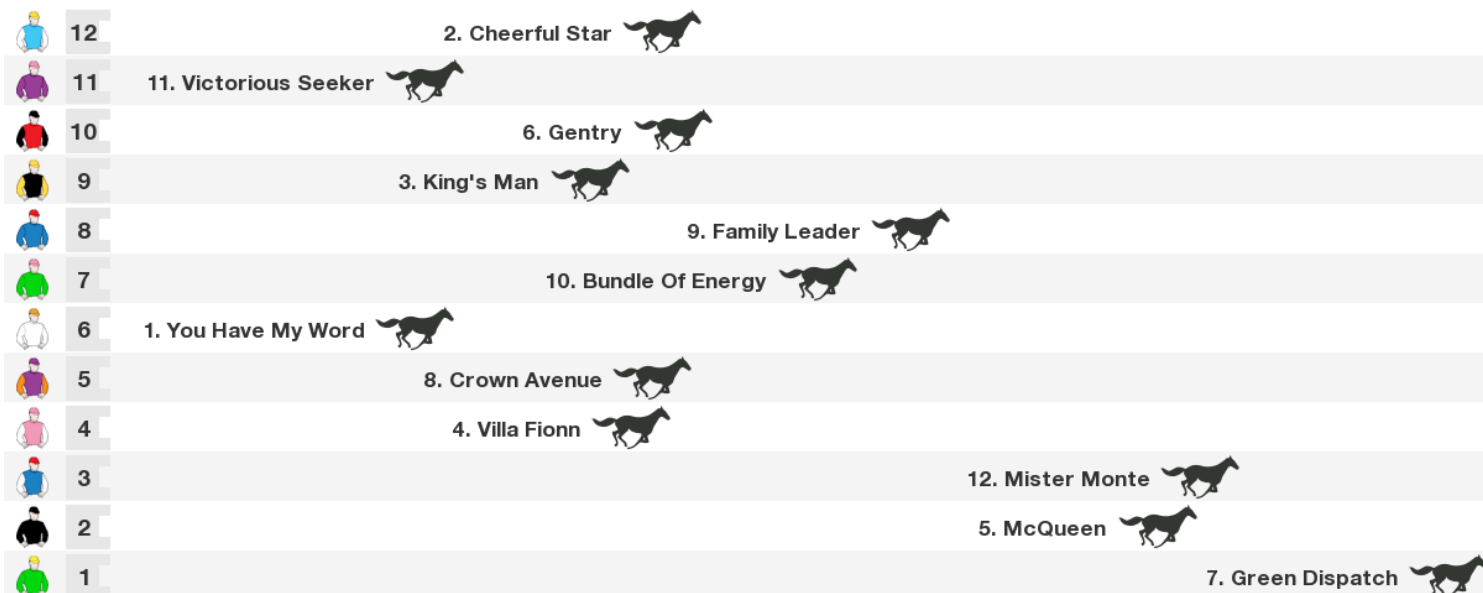 12 2. Cheerful Star
11 11. Victorious Seeker
10 6. Gentry
9 3. King's Man
8 9. Family Leader
7 10. Bundle Of Energy
6 1. You Have My Word
5 8. Crown Avenue
4 4. Villa Fionn
3 12. Mister Monte
2 5. McQueen
1 7. Green Dispatch